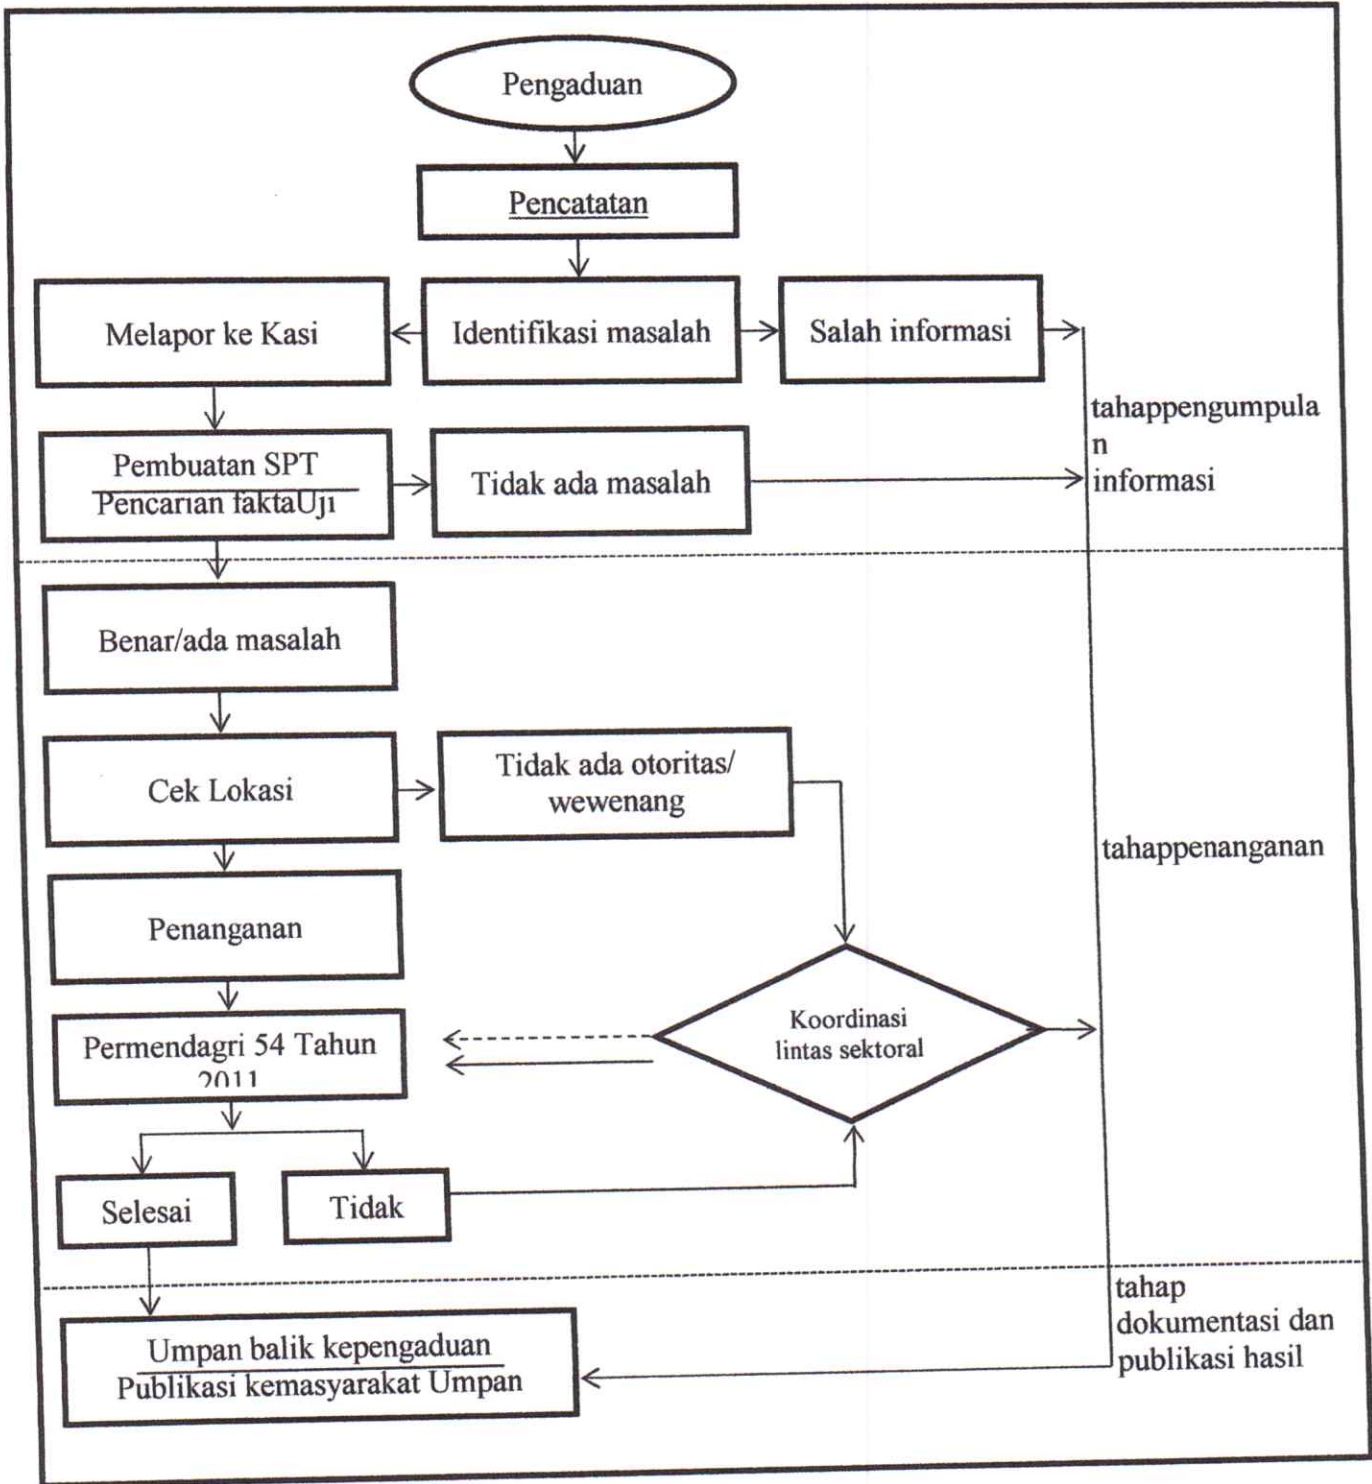 Pengaduan
Pencatatan
Melapor ke Kasi
Identifikasi masalah
Salah informasi
tahappengumpula
n
informasi
Pembuatan SPT
Pencarian faktaUji
Tidak ada masalah
Benar/ada masalah
Cek Lokasi
Tidak ada otoritas/
wewenang
tahappenanganan
Penanganan
Permendagri 54 Tahun
2011
Koordinasi
lintas sektoral
Selesai
Tidak
tahap
dokumentasi dan
publikasi hasil
Umpan balik kepengaduan
Publikasi kemasyarakat Umpan